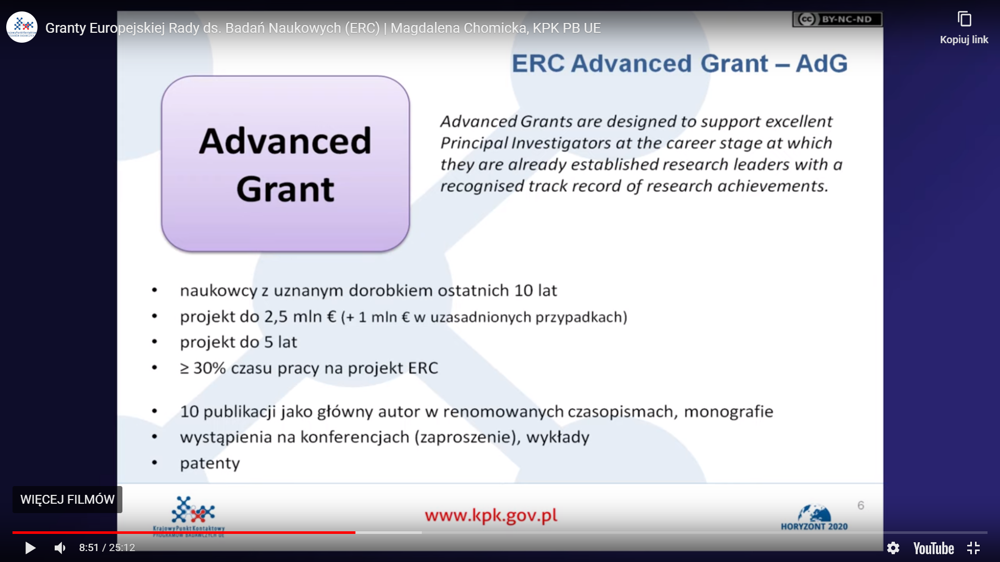 Granty Europejskiej Rady ds. Badań Naukowych (ERC) | Magdalena Chomicka, KPK PB UE
cc BY-NC-ND
Kopiuj link
ERC Advanced Grant – AdG
Advanced
Grant
Advanced Grants are designed to support excellent
Principal Investigators at the career stage at which
they are already established research leaders with a
recognised track record of research achievements.
• naukowcy z uznanym dorobkiem ostatnich 10 lat
• projekt do 2,5 mln € (+ 1 mln € w uzasadnionych przypadkach)
• projekt do 5 lat
• ≥ 30% czasu pracy na projekt ERC
• 10 publikacji jako główny autor w renomowanych czasopismach, monografie
• wystąpienia na konferencjach (zaproszenie), wykłady
• patenty
WIĘCEJ FILMÓW
KrajowyPunktKontaktowy
PROGRAMÓW BADAWCZYCH UE
www.kpk.gov.pl
6
HORYZONT 2020
8:51 / 25:12
YouTube